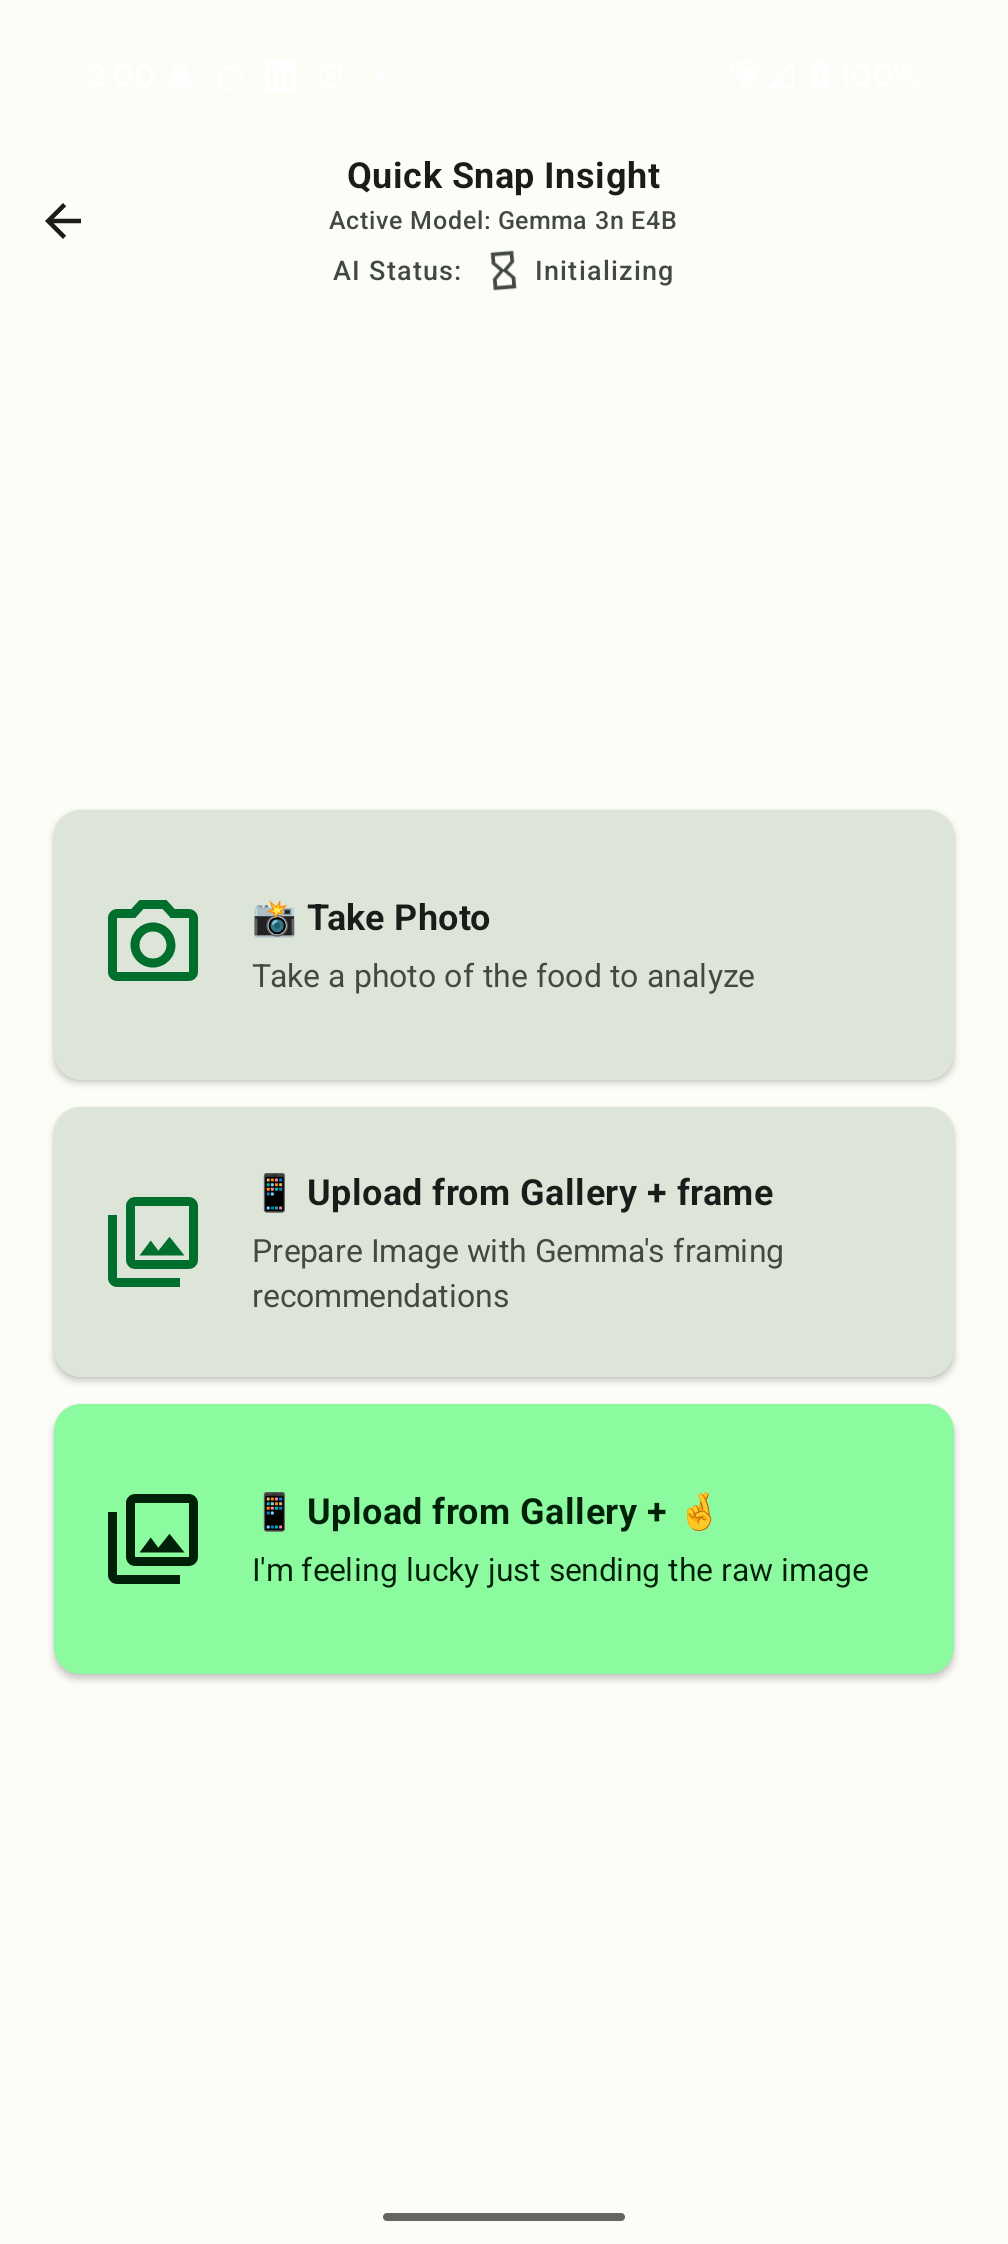 2:00 100%
Quick Snap Insight
Active Model: Gemma 3n E4B
AI Status: Initializing
📸 Take Photo
Take a photo of the food to analyze
📱 Upload from Gallery + frame
Prepare Image with Gemma's framing
recommendations
📱 Upload from Gallery + 🤞
I'm feeling lucky just sending the raw image